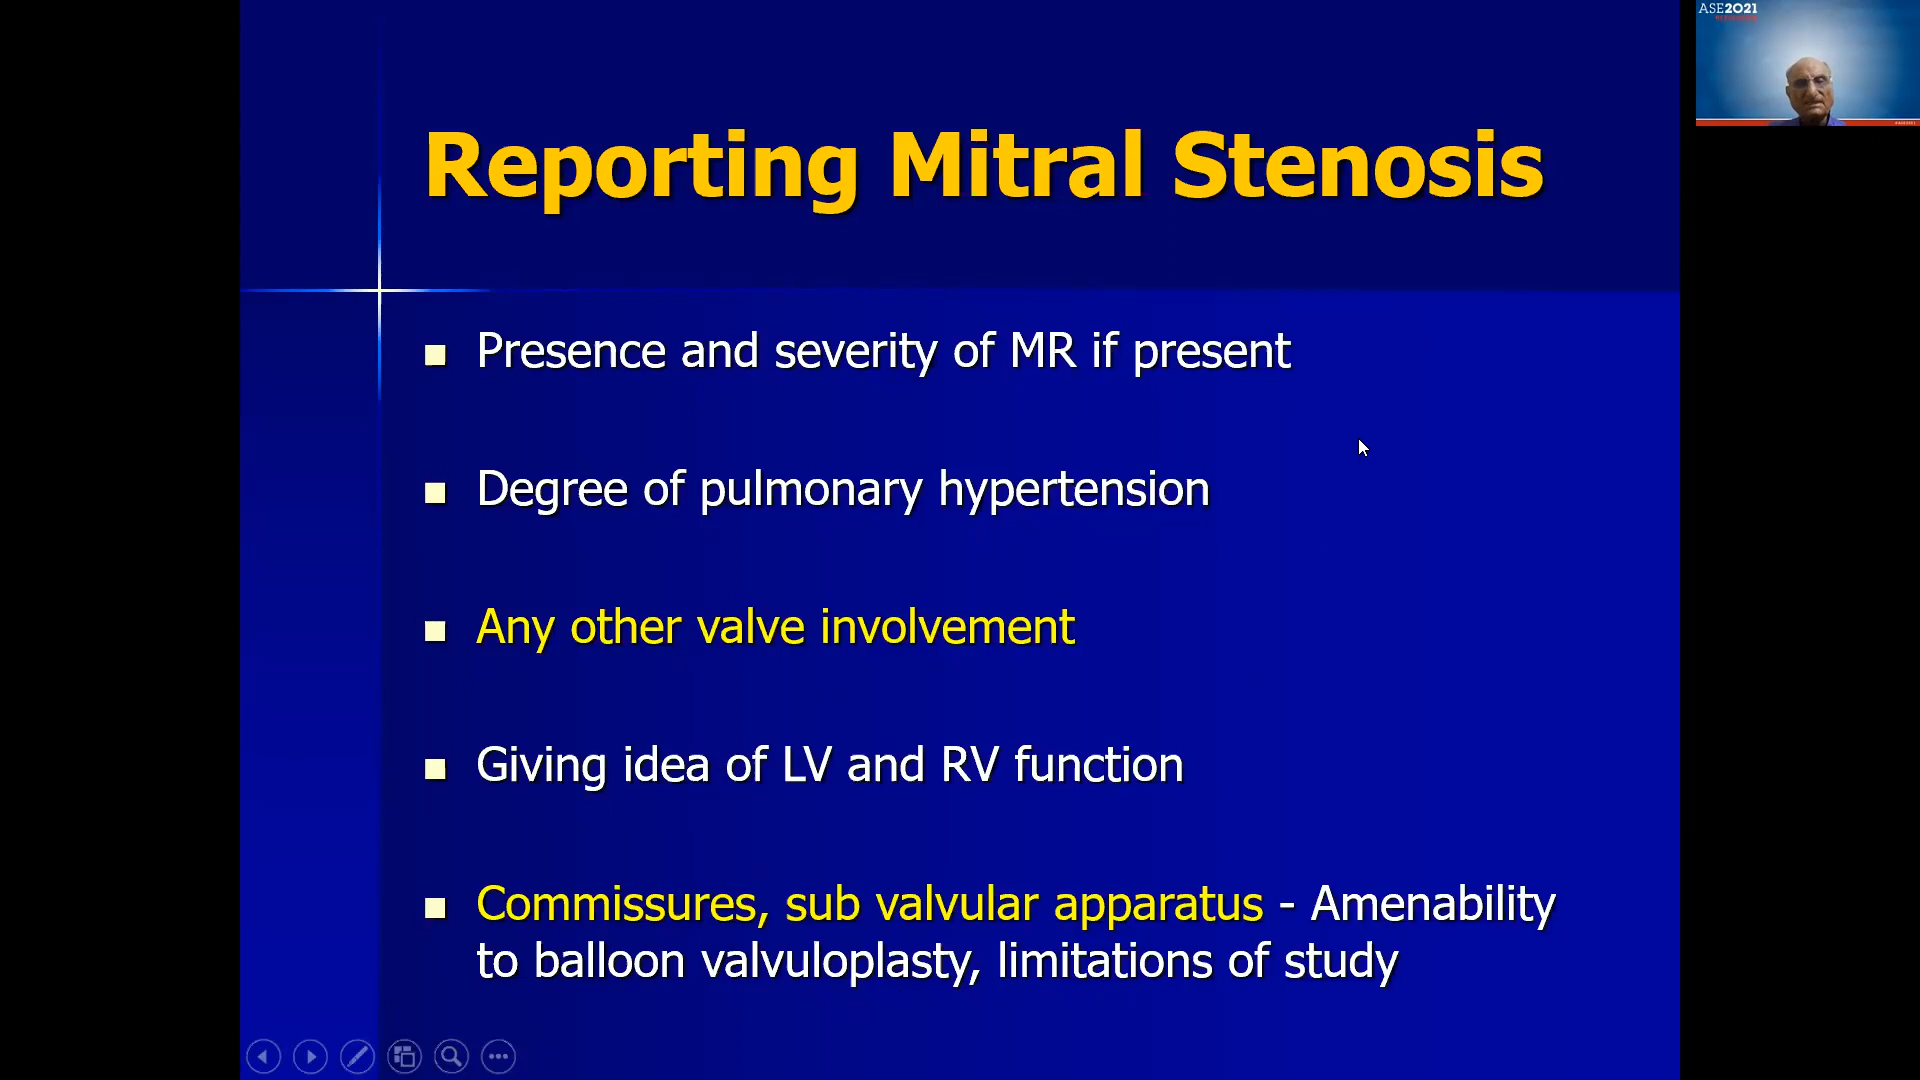 ASE2021
Reporting Mitral Stenosis
Presence and severity of MR if present
Degree of pulmonary hypertension
Any other valve involvement
Giving idea of LV and RV function
Commissures, sub valvular apparatus - Amenability
to balloon valvuloplasty, limitations of study